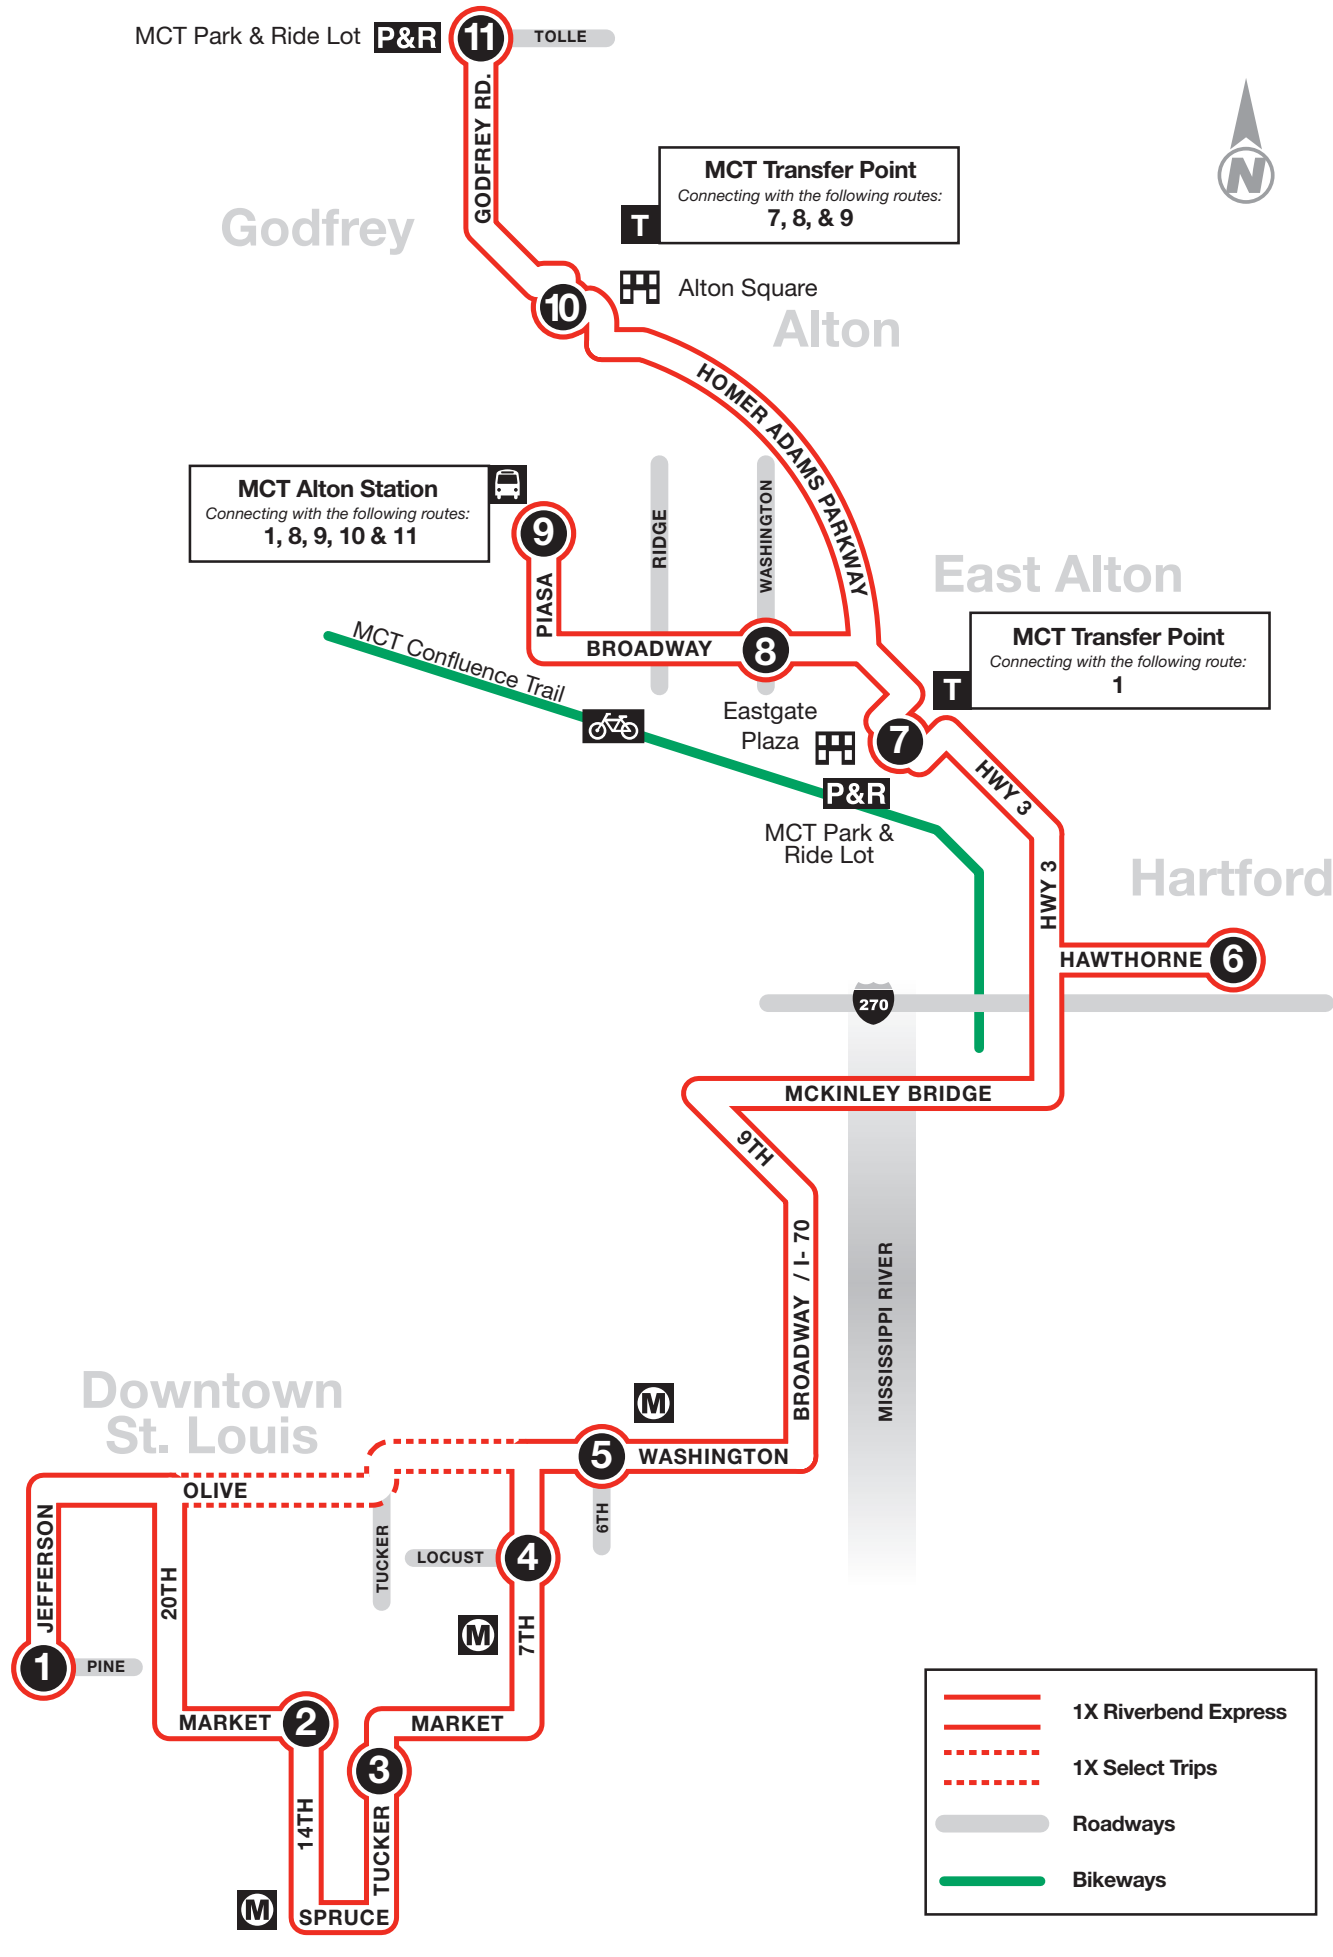 MCT Park & Ride Lot
P&R
11
TOLLE
GODFREY RD.
N
MCT Transfer Point
Connecting with the following routes:
7, 8, & 9
T
Godfrey
Alton Square
10
Alton
HOMER ADAMS PARKWAY
MCT Alton Station
Connecting with the following routes:
1, 8, 9, 10 & 11
9
PIASA
RIDGE
WASHINGTON
East Alton
BROADWAY
8
MCT Confluence Trail
MCT Transfer Point
Connecting with the following route:
1
T
Eastgate
Plaza
7
P&R
MCT Park &
Ride Lot
HWY 3
HWY 3
Hartford
HAWTHORNE
6
270
MCKINLEY BRIDGE
9TH
BROADWAY / I- 70
MISSISSIPPI RIVER
Downtown
St. Louis
M
5
WASHINGTON
OLIVE
6TH
JEFFERSON
TUCKER
LOCUST
4
20TH
M
7TH
1
PINE
MARKET
2
MARKET
3
14TH
TUCKER
M
SPRUCE
1X Riverbend Express
1X Select Trips
Roadways
Bikeways